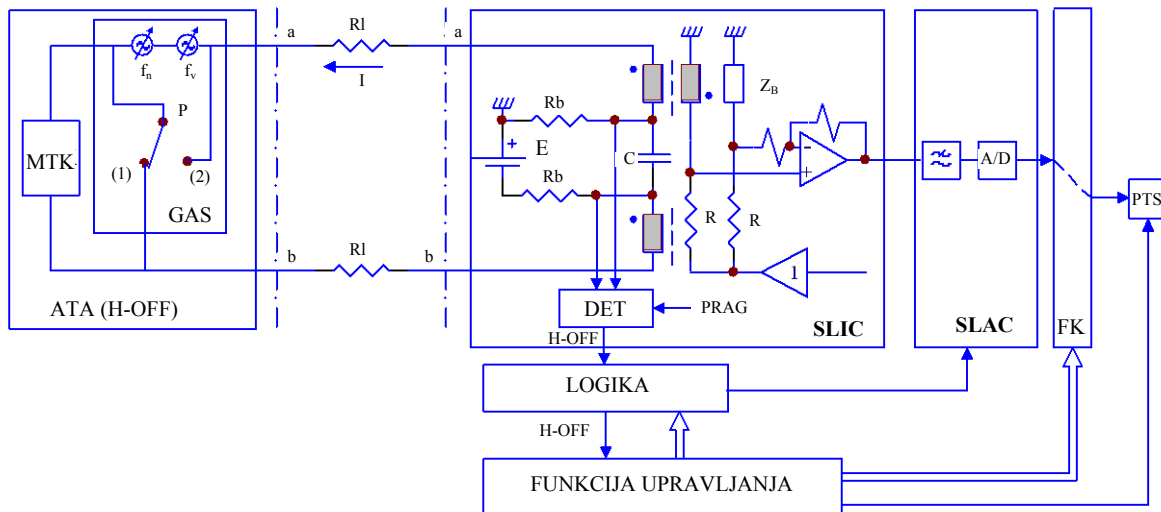 a
Rl
a
fn
fv
I
P
MTK
(1)
(2)
GAS
Rb
+
E
C
Rb
ZB
-
+
A/D
PTS
R
R
1
b
Rl
b
ATA (H-OFF)
DET
PRAG
SLIC
SLAC
FK
H-OFF
LOGIKA
H-OFF
FUNKCIJA UPRAVLJANJA